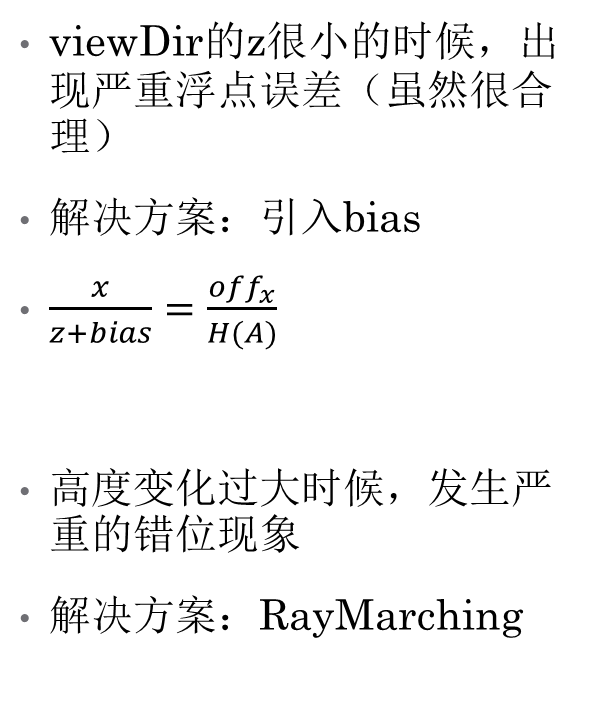 • viewDir的z很小的时候，出
现严重浮点误差（虽然很合
理）
• 解决方案：引入bias
• x/(z+bias) = off_x/H(A)
• 高度变化过大时候，发生严
重的错位现象
• 解决方案：RayMarching